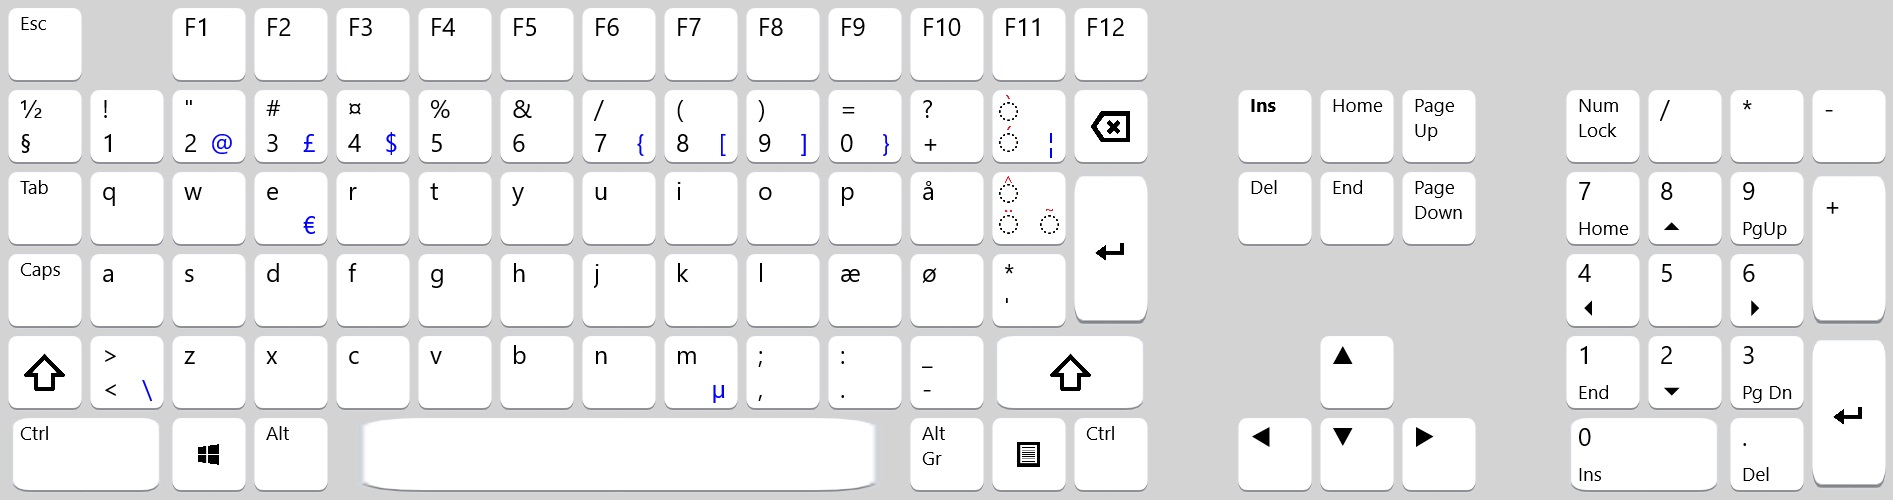 Esc F1 F2 F3 F4 F5 F6 F7 F8 F9 F10 F11 F12
½ ! " # ¤ % & / ( ) = ? ◌̀
§ 1 2 @ 3 £ 4 $ 5 6 7 { 8 [ 9 ] 0 } + ◌́ ¦
Ins Home Page Up Num Lock / * -
Tab q w e r t y u i o p å ◌̂
€ ◌̈ ◌̃
Del End Page Down 7 8 9 +
Home ▲ PgUp
Caps a s d f g h j k l æ ø *
'
4 5 6
◀ ▶
> z x c v b n m ; : _
< \ µ , . -
▲ 1 2 3
End ▼ Pg Dn
Ctrl Alt Alt Gr Ctrl
◀ ▼ ▶ 0 .
Ins Del